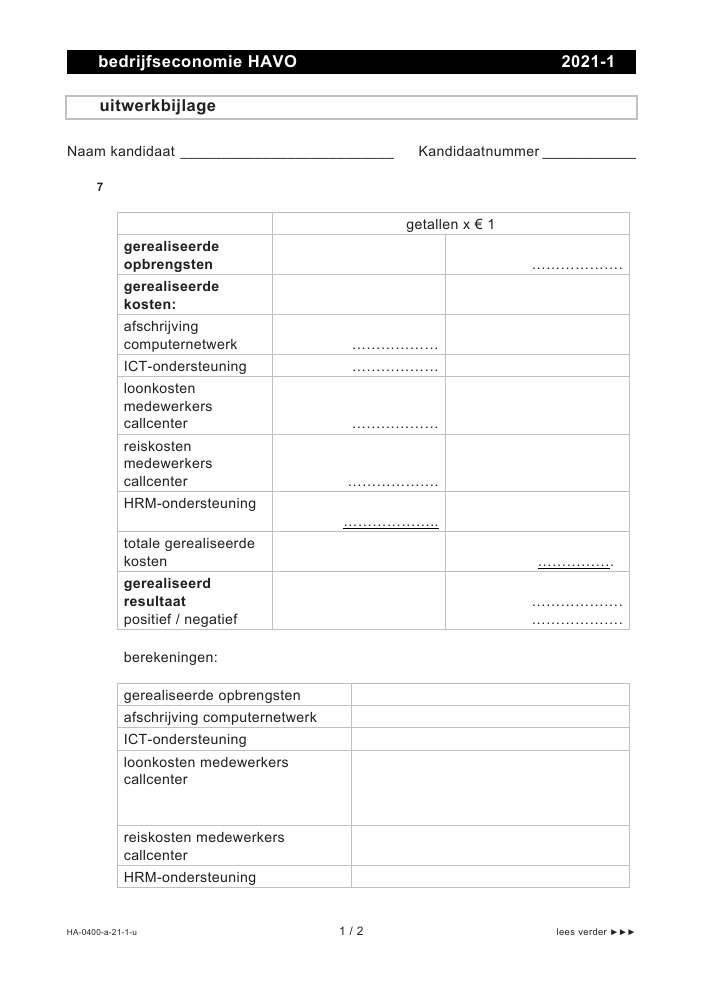 bedrijfseconomie HAVO 2021-1
uitwerkbijlage
Naam kandidaat ___________________________ Kandidaatnummer ____________
7
getallen x € 1
gerealiseerde
opbrengsten ……………….
gerealiseerde
kosten:
afschrijving
computernetwerk ………………
ICT-ondersteuning ………………
loonkosten
medewerkers
callcenter ………………
reiskosten
medewerkers
callcenter ……………….
HRM-ondersteuning
………………..
totale gerealiseerde
kosten …………….
gerealiseerd
resultaat ……………….
positief / negatief ……………….
berekeningen:
gerealiseerde opbrengsten
afschrijving computernetwerk
ICT-ondersteuning
loonkosten medewerkers
callcenter
reiskosten medewerkers
callcenter
HRM-ondersteuning
HA-0400-a-21-1-u 1 / 2 lees verder ►►►